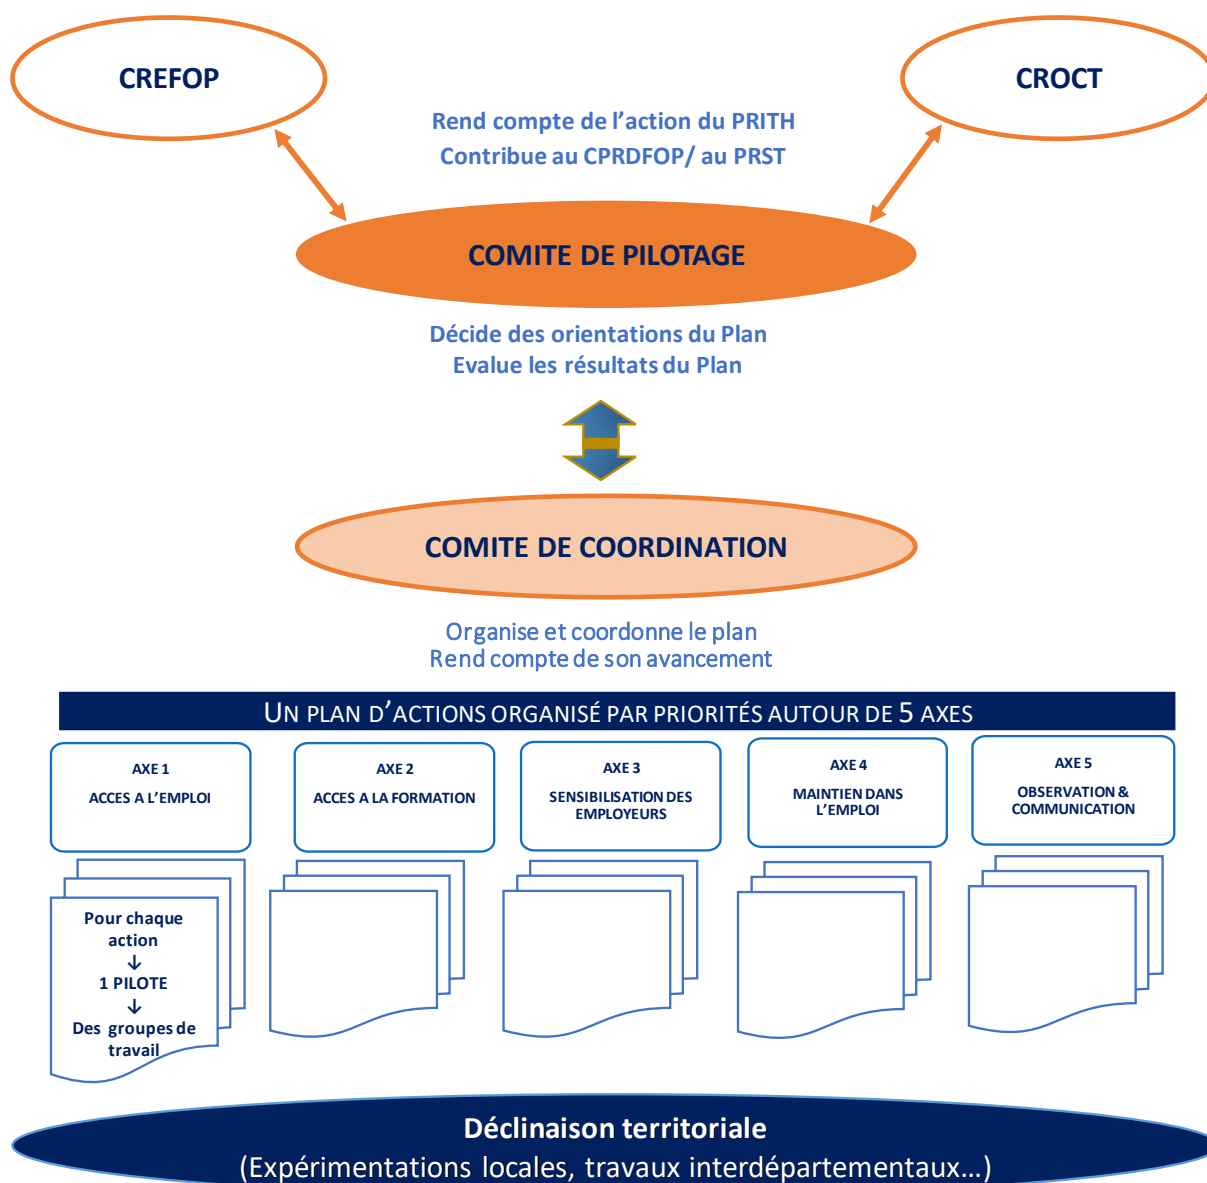 CREFOP
CROCT
Rend compte de l’action du PRITH
Contribue au CPRDFOP/ au PRST
COMITE DE PILOTAGE
Décide des orientations du Plan
Evalue les résultats du Plan
COMITE DE COORDINATION
Organise et coordonne le plan
Rend compte de son avancement
UN PLAN D’ACTIONS ORGANISÉ PAR PRIORITÉS AUTOUR DE 5 AXES
AXE 1
ACCES A L’EMPLOI
AXE 2
ACCES A LA FORMATION
AXE 3
SENSIBILISATION DES
EMPLOYEURS
AXE 4
MAINTIEN DANS
L’EMPLOI
AXE 5
OBSERVATION &
COMMUNICATION
Pour chaque
action
↓
1 PILOTE
↓
Des groupes de
travail
Déclinaison territoriale
(Expérimentations locales, travaux interdépartementaux…)